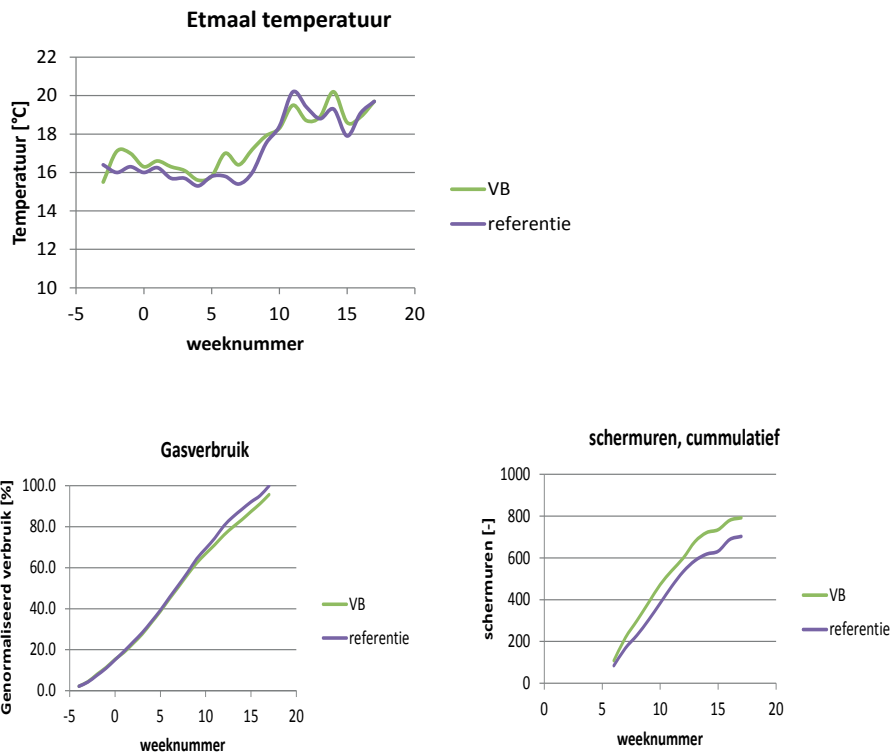 Etmaal temperatuur
Temperatuur [°C]
22
20
18
16
14
12
10
-5 0 5 10 15 20
weeknummer
VB
referentie
Gasverbruik
Genormaliseerd verbruik [%]
100.0
80.0
60.0
40.0
20.0
0.0
-5 0 5 10 15 20
weeknummer
VB
referentie
schermuren, cummulatief
schermuren [-]
1000
800
600
400
200
0
0 5 10 15 20
weeknummer
VB
referentie